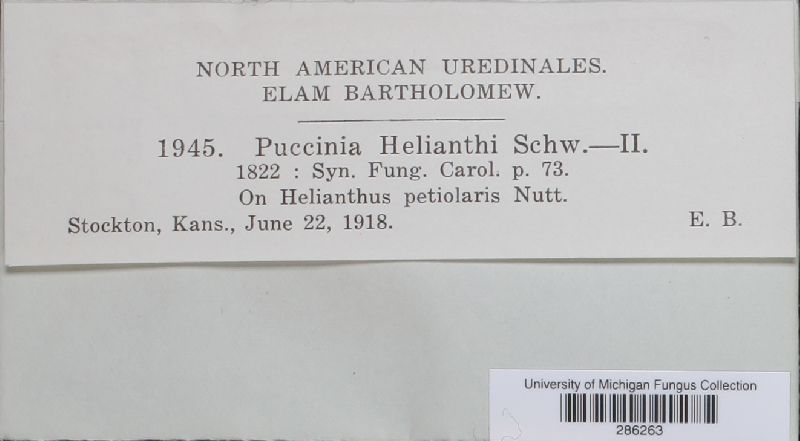 NORTH AMERICAN UREDINALES.
ELAM BARTHOLOMEW.
1945. Puccinia Helianthi Schw.—II.
1822 : Syn. Fung. Carol. p. 73.
On Helianthus petiolaris Nutt.
Stockton, Kans., June 22, 1918. E. B.
University of Michigan Fungus Collection
286263